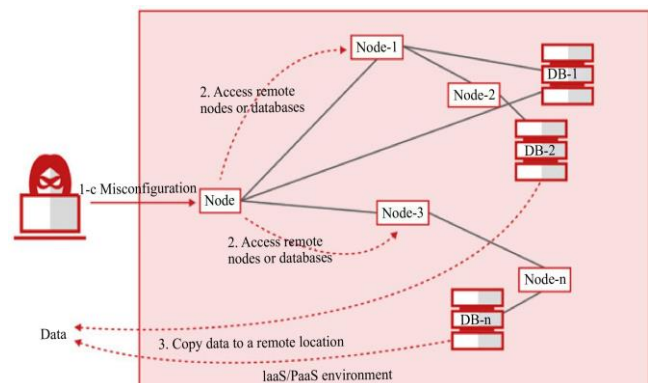 Node-1
DB-1
2. Access remote
nodes or databases
Node-2
DB-2
1-c Misconfiguration
Node
Node-3
2. Access remote
nodes or databases
Node-n
DB-n
Data
3. Copy data to a remote location
laaS/PaaS environment